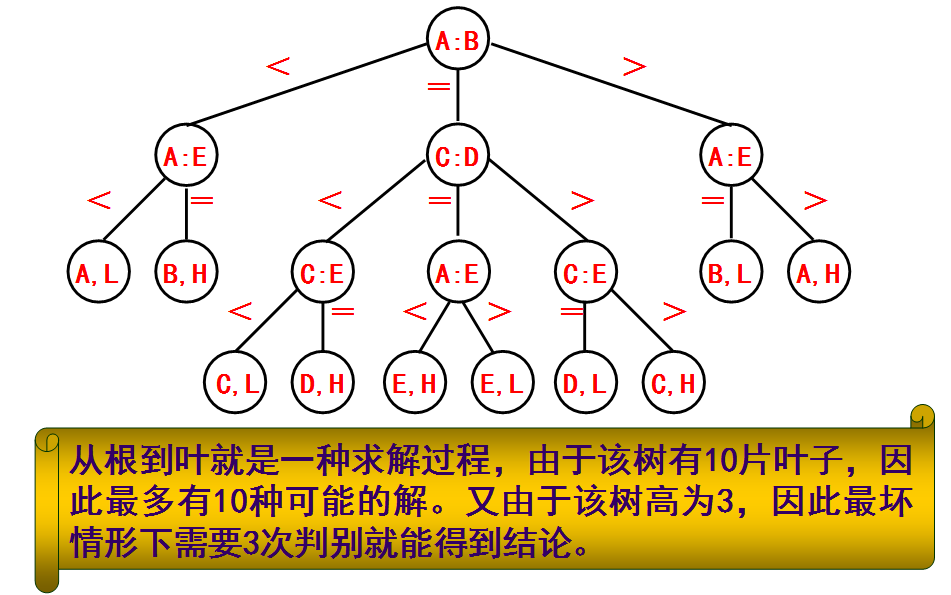 A:B
< = >
A:E C:D A:E
< = < = > = >
A,L B,H C:E A:E C:E B,L A,H
< = < > = >
C,L D,H E,H E,L D,L C,H
从根到叶就是一种求解过程，由于该树有10片叶子，因
此最多有10种可能的解。又由于该树高为3，因此最坏
情形下需要3次判别就能得到结论。